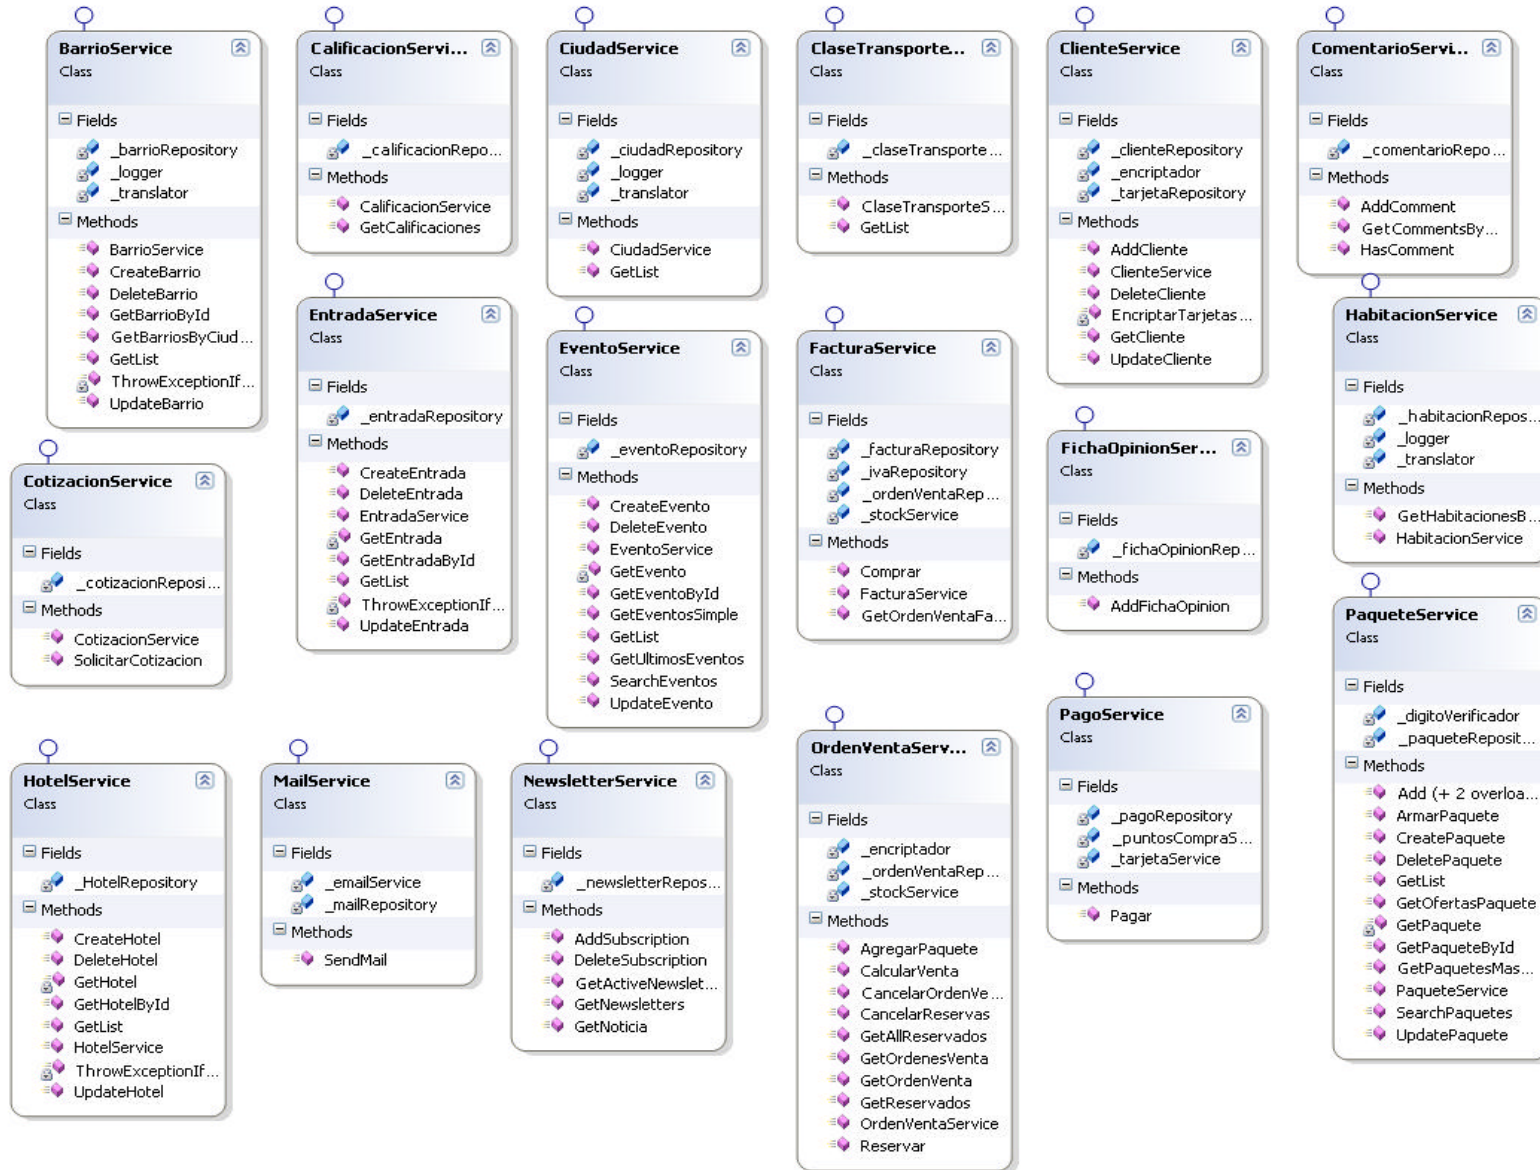 BarrioService
Class
Fields
_barrioRepository
_logger
_translator
Methods
BarrioService
CreateBarrio
DeleteBarrio
GetBarrioById
GetBarriosByCiud...
GetList
ThrowExceptionIf...
UpdateBarrio
CalificacionServi...
Class
Fields
_calificacionRepo...
Methods
CalificacionService
GetCalificaciones
CiudadService
Class
Fields
_ciudadRepository
_logger
_translator
Methods
CiudadService
GetList
ClaseTransporte...
Class
Fields
_claseTransporte...
Methods
ClaseTransporteS...
GetList
ClienteService
Class
Fields
_clienteRepository
_encriptador
_tarjetaRepository
Methods
AddCliente
ClienteService
DeleteCliente
EncriptarTarjetas...
GetCliente
UpdateCliente
ComentarioServi...
Class
Fields
_comentarioRepo...
Methods
AddComment
GetCommentsBy...
HasComment
EntradaService
Class
Fields
_entradaRepository
Methods
CreateEntrada
DeleteEntrada
EntradaService
GetEntrada
GetEntradaById
GetList
ThrowExceptionIf...
UpdateEntrada
EventoService
Class
Fields
_eventoRepository
Methods
CreateEvento
DeleteEvento
EventoService
GetEvento
GetEventoById
GetEventosSimple
GetList
GetUltimosEventos
SearchEventos
UpdateEvento
FacturaService
Class
Fields
_facturaRepository
_ivaRepository
_ordenVentaRep...
_stockService
Methods
Comprar
FacturaService
GetOrdenVentaFa...
FichaOpinionSer...
Class
Fields
_fichaOpinionRep...
Methods
AddFichaOpinion
HabitacionService
Class
Fields
_habitacionRepos...
_logger
_translator
Methods
GetHabitacionesB...
HabitacionService
CotizacionService
Class
Fields
_cotizacionReposi...
Methods
CotizacionService
SolicitarCotizacion
PaqueteService
Class
Fields
_digitoVerificador
_paqueteReposit...
Methods
Add (+ 2 overloa...
ArmarPaquete
CreatePaquete
DeletePaquete
GetList
GetOfertasPaquete
GetPaquete
GetPaqueteById
GetPaquetesMas...
PaqueteService
SearchPaquetes
UpdatePaquete
HotelService
Class
Fields
_HotelRepository
Methods
CreateHotel
DeleteHotel
GetHotel
GetHotelById
GetList
HotelService
ThrowExceptionIf...
UpdateHotel
MailService
Class
Fields
_emailService
_mailRepository
Methods
SendMail
NewsletterService
Class
Fields
_newsletterRepos...
Methods
AddSubscription
DeleteSubscription
GetActiveNewslet...
GetNewsletters
GetNoticia
OrdenVentaServ...
Class
Fields
_encriptador
_ordenVentaRep...
_stockService
Methods
AgregarPaquete
CalcularVenta
CancelarOrdenVe...
CancelarReservas
GetAllReservados
GetOrdenesVenta
GetOrdenVenta
GetReservados
OrdenVentaService
Reservar
PagoService
Class
Fields
_pagoRepository
_puntosCompraS...
_tarjetaService
Methods
Pagar